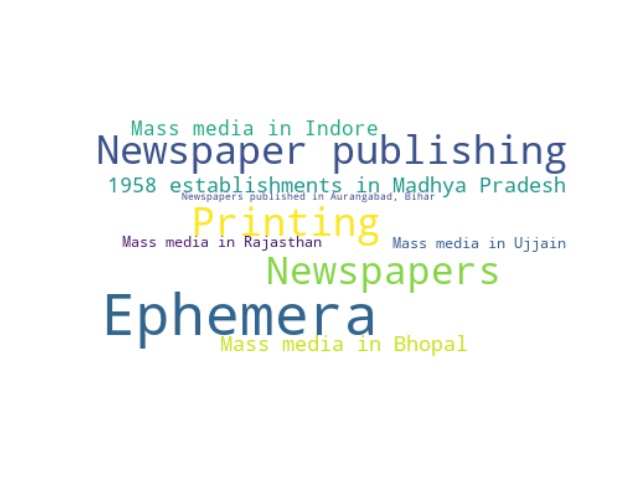 Mass media in Indore
Newspaper publishing
1958 establishments in Madhya Pradesh
Newspapers published in Aurangabad, Bihar
Printing
Mass media in Rajasthan
Mass media in Ujjain
Newspapers
Ephemera
Mass media in Bhopal